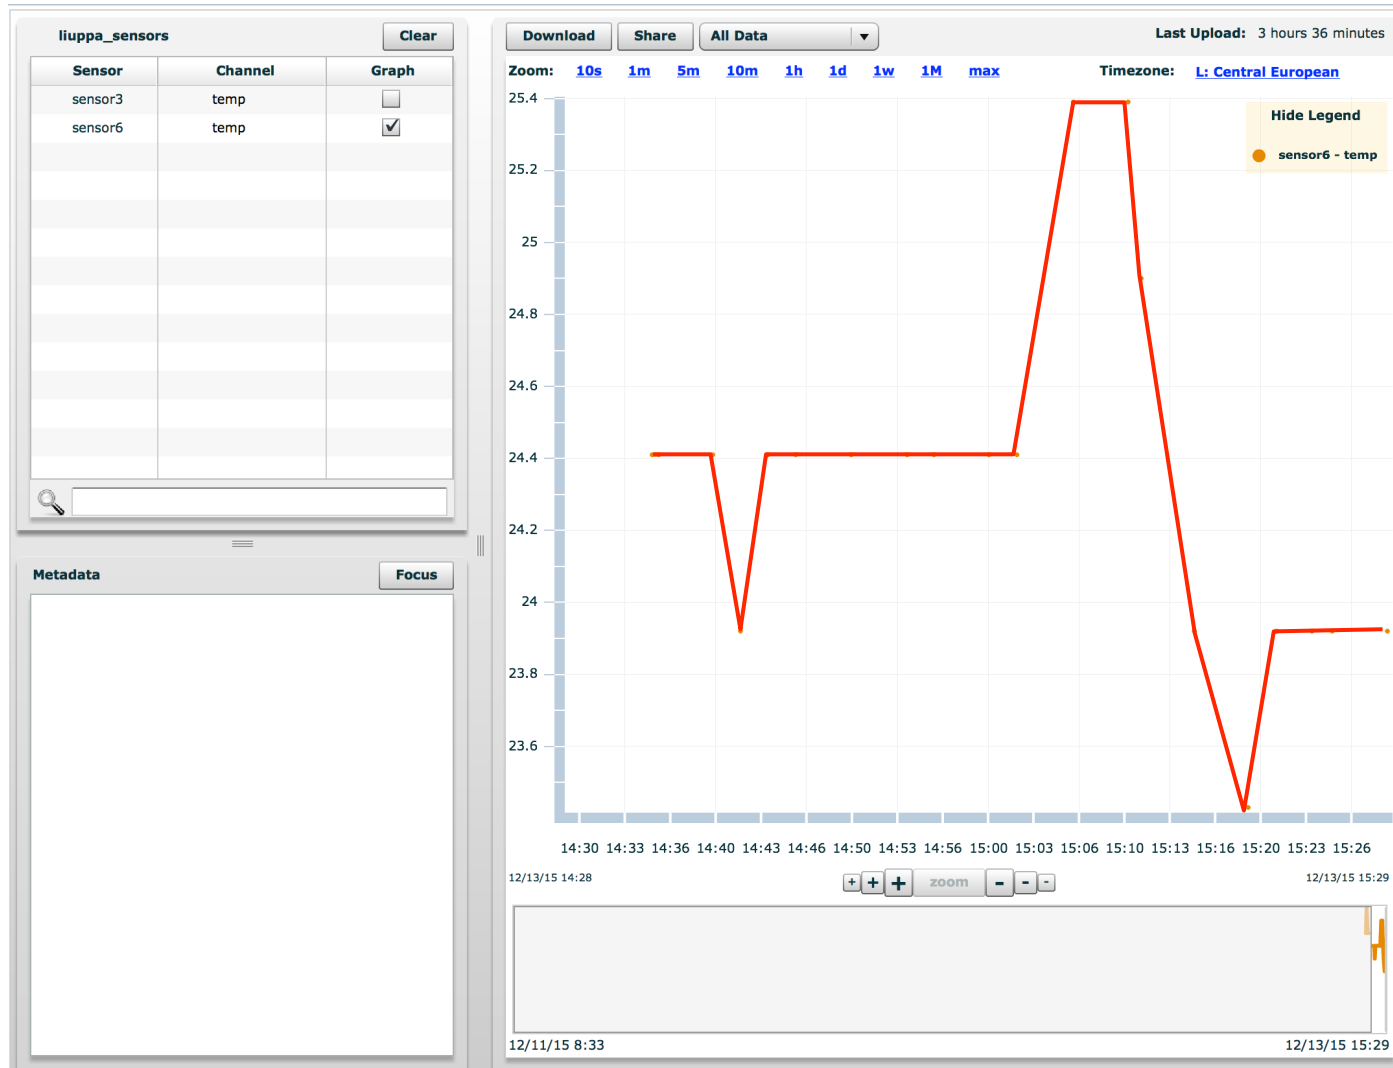 liuppa_sensors
Clear
Sensor Channel Graph
sensor3 temp
sensor6 temp
Metadata
Focus
Download Share All Data
Last Upload: 3 hours 36 minutes
Zoom: 10s 1m 5m 10m 1h 1d 1w 1M max
Timezone: L: Central European
Hide Legend
sensor6 - temp
25.4
25.2
25
24.8
24.6
24.4
24.2
24
23.8
23.6
14:30 14:33 14:36 14:40 14:43 14:46 14:50 14:53 14:56 15:00 15:03 15:06 15:10 15:13 15:16 15:20 15:23 15:26
12/13/15 14:28
+ + + zoom - - -
12/13/15 15:29
12/11/15 8:33
12/13/15 15:29